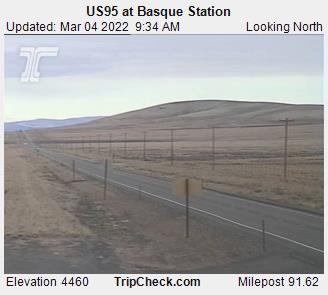 US95 at Basque Station
Updated: Mar 04 2022 9:34 AM Looking North
Elevation 4460 TripCheck.com Milepost 91.62